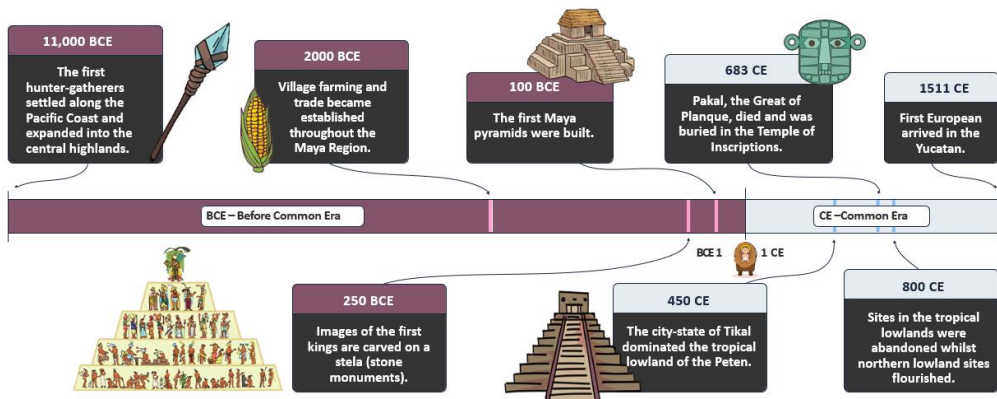 11,000 BCE
The first
hunter-gatherers
settled along the
Pacific Coast and
expanded into the
central highlands.
2000 BCE
Village farming and
trade became
established
throughout the
Maya Region.
100 BCE
The first Maya
pyramids were built.
683 CE
Pakal, the Great of
Planque, died and was
buried in the Temple of
Inscriptions.
1511 CE
First European
arrived in the
Yucatan.
BCE – Before Common Era
CE –Common Era
BCE 1
1 CE
250 BCE
Images of the first
kings are carved on a
stela (stone
monuments).
450 CE
The city-state of Tikal
dominated the tropical
lowland of the Peten.
800 CE
Sites in the tropical
lowlands were
abandoned whilst
northern lowland sites
flourished.